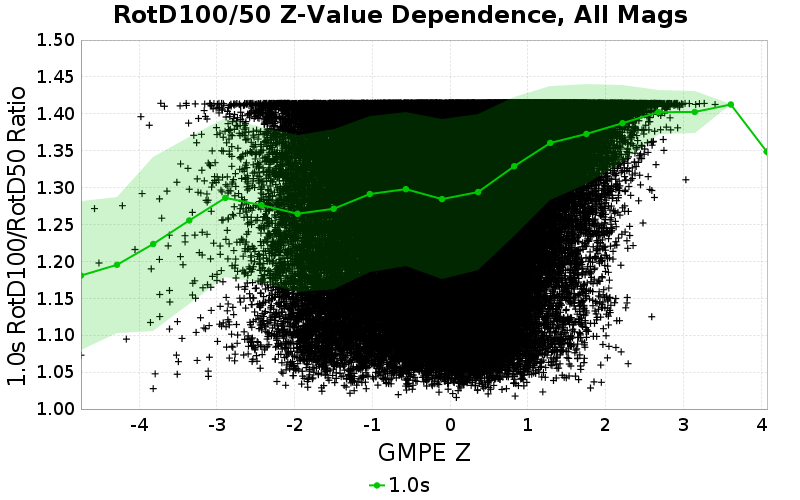 RotD100/50 Z-Value Dependence, All Mags
1.0s RotD100/RotD50 Ratio
1.50
1.45
1.40
1.35
1.30
1.25
1.20
1.15
1.10
1.05
1.00
-4 -3 -2 -1 0 1 2 3 4
GMPE Z
1.0s